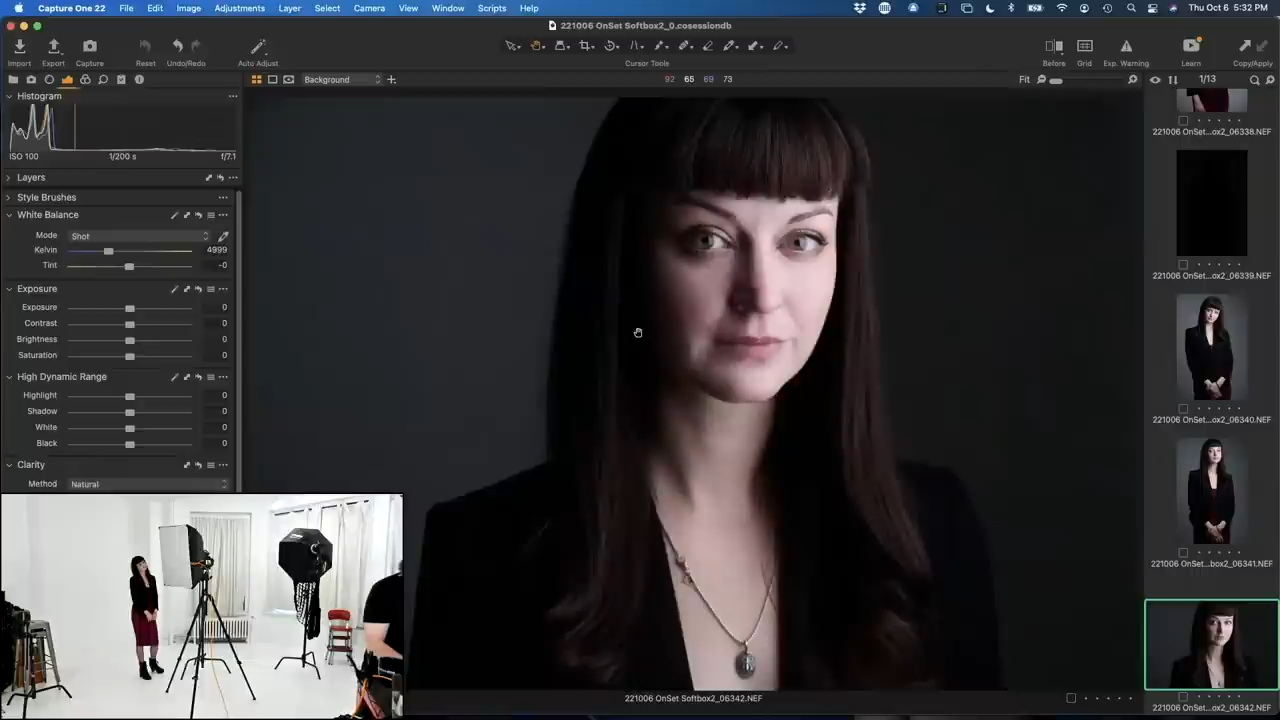 Capture One 22 File Edit Image Adjustments Layer Select Camera View Window Scripts Help Thu Oct 6 5:32 PM
221006 OnSet Softbox2_0.cosessiondb
Import Export Capture Reset Undo/Redo Auto Adjust Cursor Tools Before Grid Exp. Warning Learn Copy/Apply
Background 92 65 69 73 Fit 1/13
Histogram
ISO 100 1/200 s f/7.1
Layers
Style Brushes
White Balance
Mode Shot
Kelvin 4999
Tint -0
Exposure
Exposure 0
Contrast 0
Brightness 0
Saturation 0
High Dynamic Range
Highlight 0
Shadow 0
White 0
Black 0
Clarity
Method Natural
221006 OnSet Softbox2_06342.NEF
221006 OnSet...ox2_06338.NEF
221006 OnSet...ox2_06339.NEF
221006 OnSet...ox2_06340.NEF
221006 OnSet...box2_06341.NEF
221006 OnSet...ox2_06342.NEF